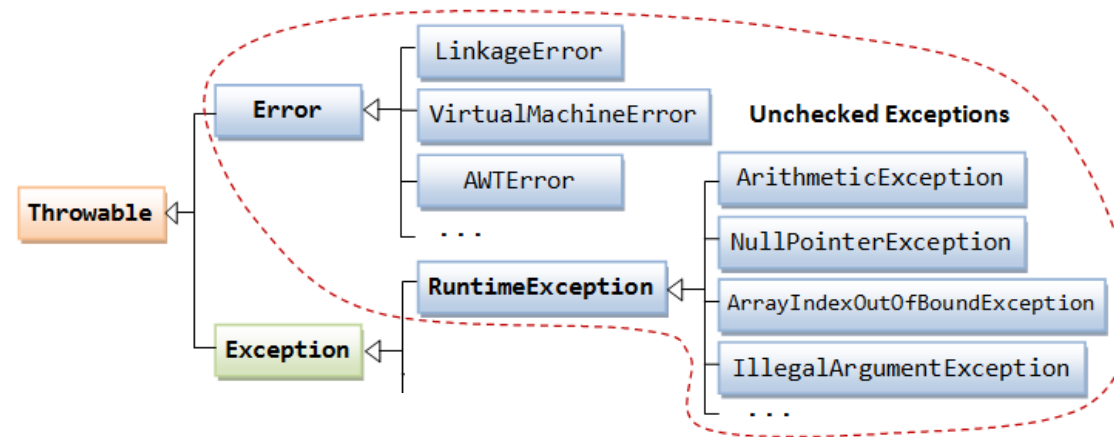 LinkageError
Error
VirtualMachineError
Unchecked Exceptions
AWTError
ArithmeticException
Throwable
...
NullPointerException
RuntimeException
ArrayIndexOutOfBoundException
Exception
IllegalArgumentException
...